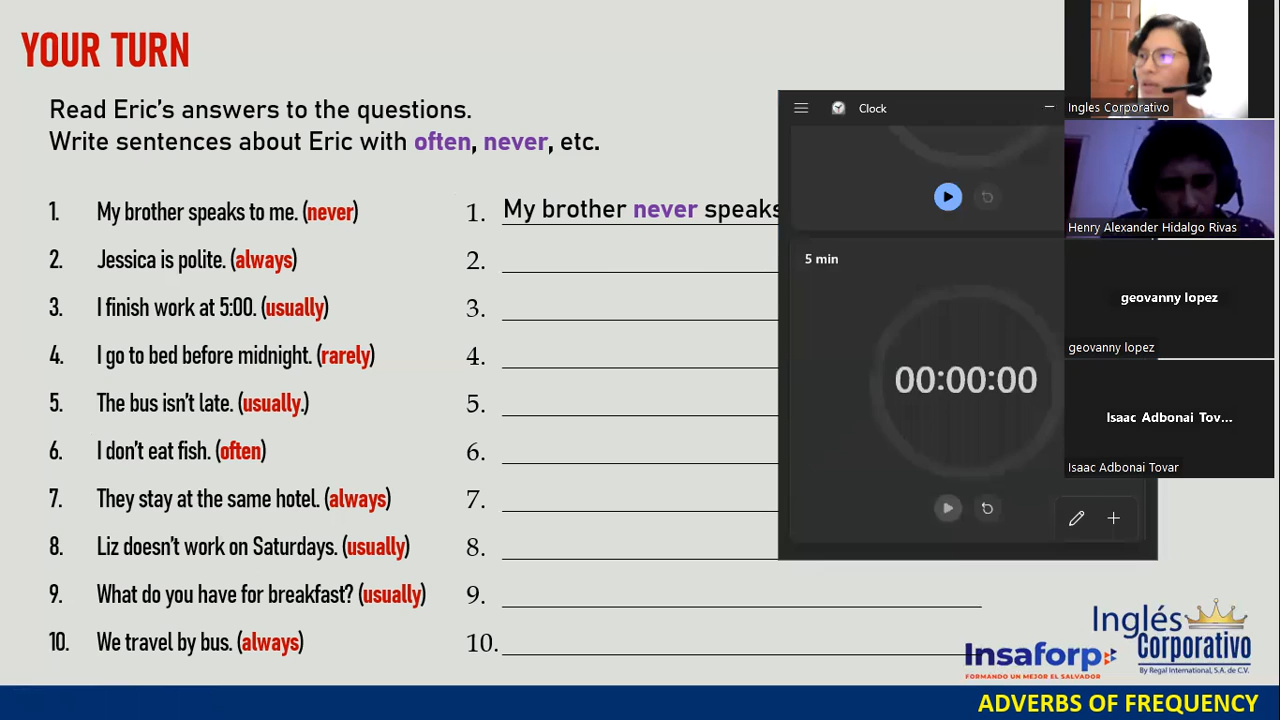 YOUR TURN
Read Eric's answers to the questions.
Write sentences about Eric with often, never, etc.
1. My brother speaks to me. (never)
2. Jessica is polite. (always)
3. I finish work at 5:00. (usually)
4. I go to bed before midnight. (rarely)
5. The bus isn't late. (usually.)
6. I don't eat fish. (often)
7. They stay at the same hotel. (always)
8. Liz doesn't work on Saturdays. (usually)
9. What do you have for breakfast? (usually)
10. We travel by bus. (always)
1. My brother never speaks
2.
3.
4.
5.
6.
7.
8.
9.
10.
Clock
5 min
00:00:00
Ingles Corporativo
Henry Alexander Hidalgo Rivas
geovanny lopez
geovanny lopez
Isaac Adbonai Tov...
Isaac Adbonai Tovar
Insaforp
FORMANDO UN MEJOR EL SALVADOR
Inglés
Corporativo
By Regal International, S.A. de C.V.
ADVERBS OF FREQUENCY